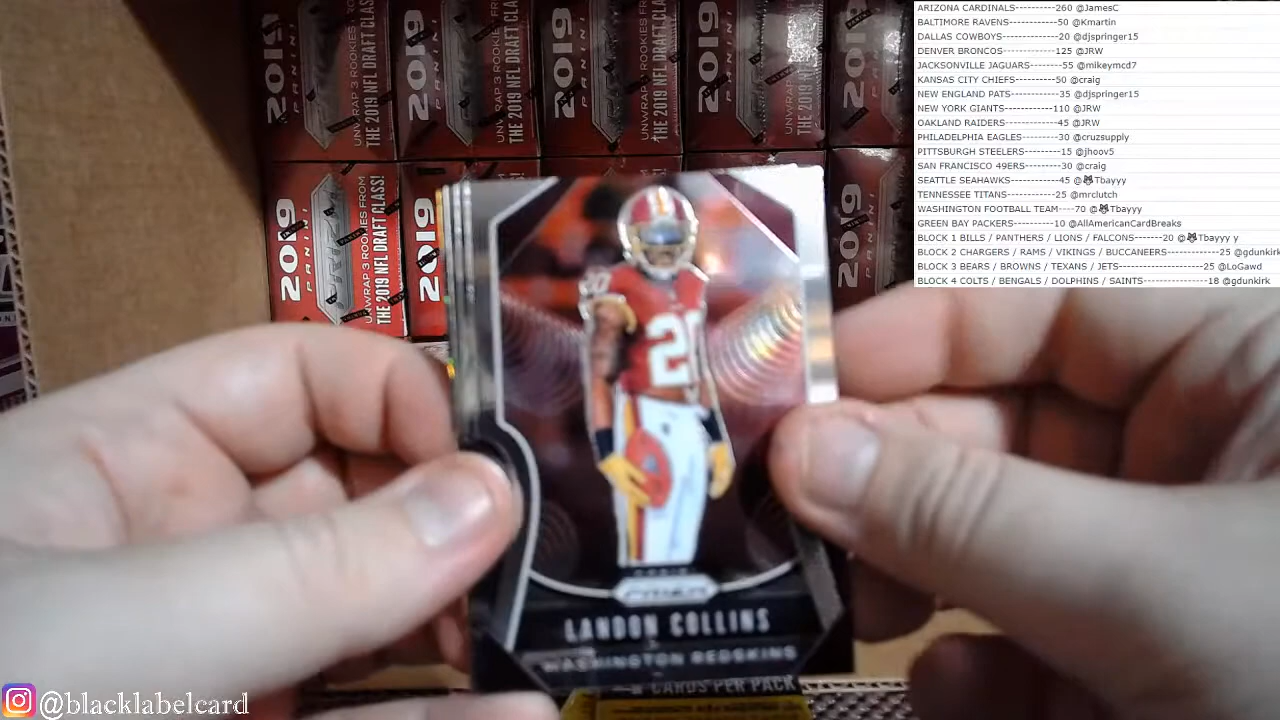 ARIZONA CARDINALS----------260 @JamesC
BALTIMORE RAVENS------------50 @Kmartin
DALLAS COWBOYS--------------20 @djspringer15
DENVER BRONCOS-------------125 @JRW
JACKSONVILLE JAGUARS--------55 @mikeymcd7
KANSAS CITY CHIEFS----------50 @craig
NEW ENGLAND PATS------------35 @djspringer15
NEW YORK GIANTS------------110 @JRW
OAKLAND RAIDERS-------------45 @JRW
PHILADELPHIA EAGLES---------30 @cruzsupply
PITTSBURGH STEELERS---------15 @jhoov5
SAN FRANCISCO 49ERS---------30 @craig
SEATTLE SEAHAWKS------------45 @😈Tbayyy
TENNESSEE TITANS------------25 @mrclutch
WASHINGTON FOOTBALL TEAM----70 @😈Tbayyy
GREEN BAY PACKERS-----------10 @AllAmericanCardBreaks
BLOCK 1 BILLS / PANTHERS / LIONS / FALCONS-------20 @😈Tbayyy y
BLOCK 2 CHARGERS / RAMS / VIKINGS / BUCCANEERS------------25 @gdunkirk
BLOCK 3 BEARS / BROWNS / TEXANS / JETS---------------------25 @LoGawd
BLOCK 4 COLTS / BENGALS / DOLPHINS / SAINTS----------------18 @gdunkirk
2019
PANINI
UNWRAP 3 ROOKIES FROM
THE 2019 NFL DRAFT CLASS!
20
PRIZM
LANDON COLLINS
WASHINGTON REDSKINS
CARDS PER PACK
@blacklabelcard